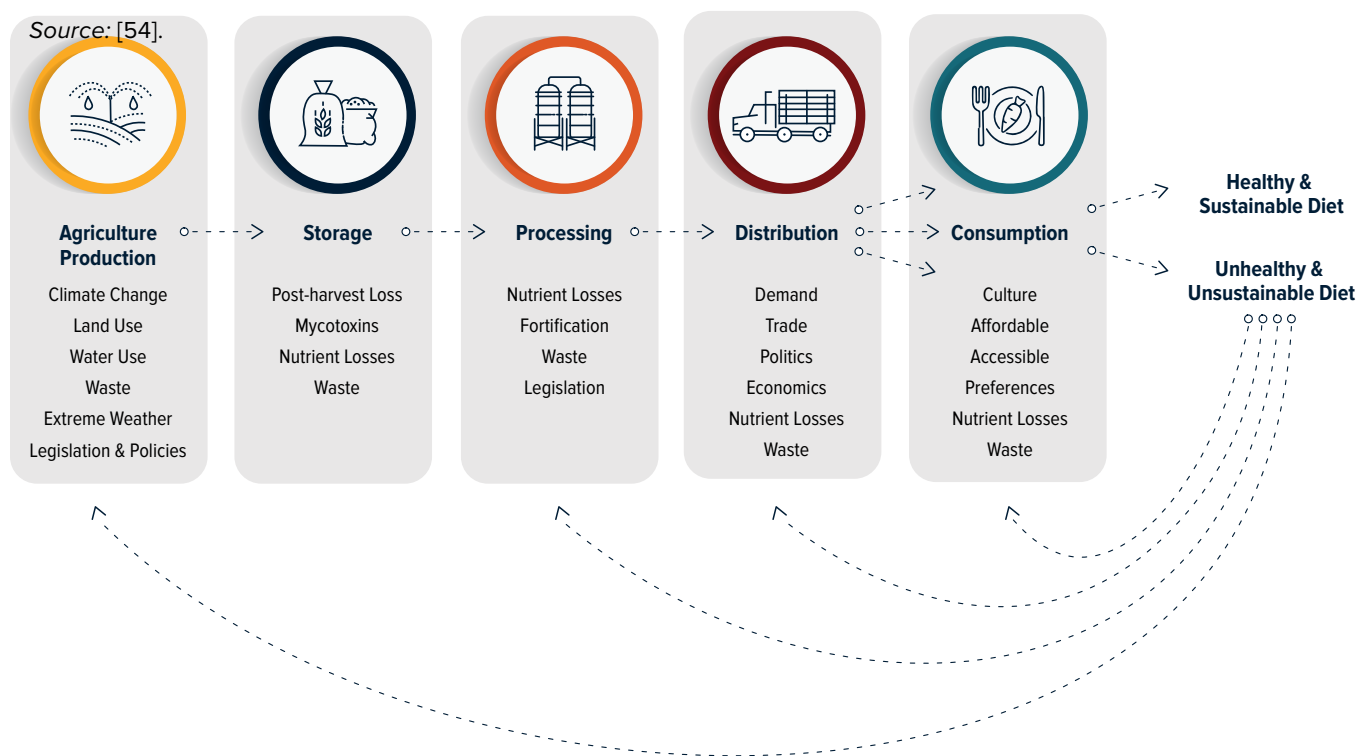 Source: [54].
Agriculture
Production
Climate Change
Land Use
Water Use
Waste
Extreme Weather
Legislation & Policies
Storage
Post-harvest Loss
Mycotoxins
Nutrient Losses
Waste
Processing
Nutrient Losses
Fortification
Waste
Legislation
Distribution
Demand
Trade
Politics
Economics
Nutrient Losses
Waste
Consumption
Culture
Affordable
Accessible
Preferences
Nutrient Losses
Waste
Healthy &
Sustainable Diet
Unhealthy &
Unsustainable Diet